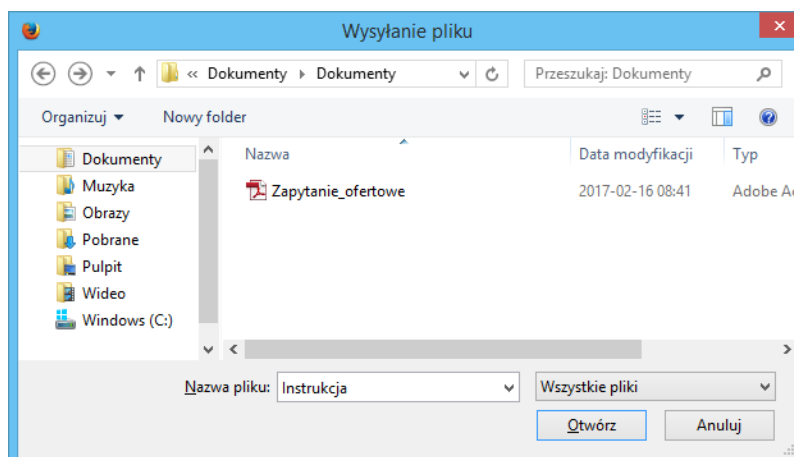 Wysyłanie pliku
« Dokumenty Dokumenty
Przeszukaj: Dokumenty
Organizuj Nowy folder
Dokumenty
Muzyka
Obrazy
Pobrane
Pulpit
Wideo
Windows (C:)
Nazwa Data modyfikacji Typ
Zapytanie_ofertowe 2017-02-16 08:41 Adobe A
Nazwa pliku: Instrukcja Wszystkie pliki
Otwórz Anuluj